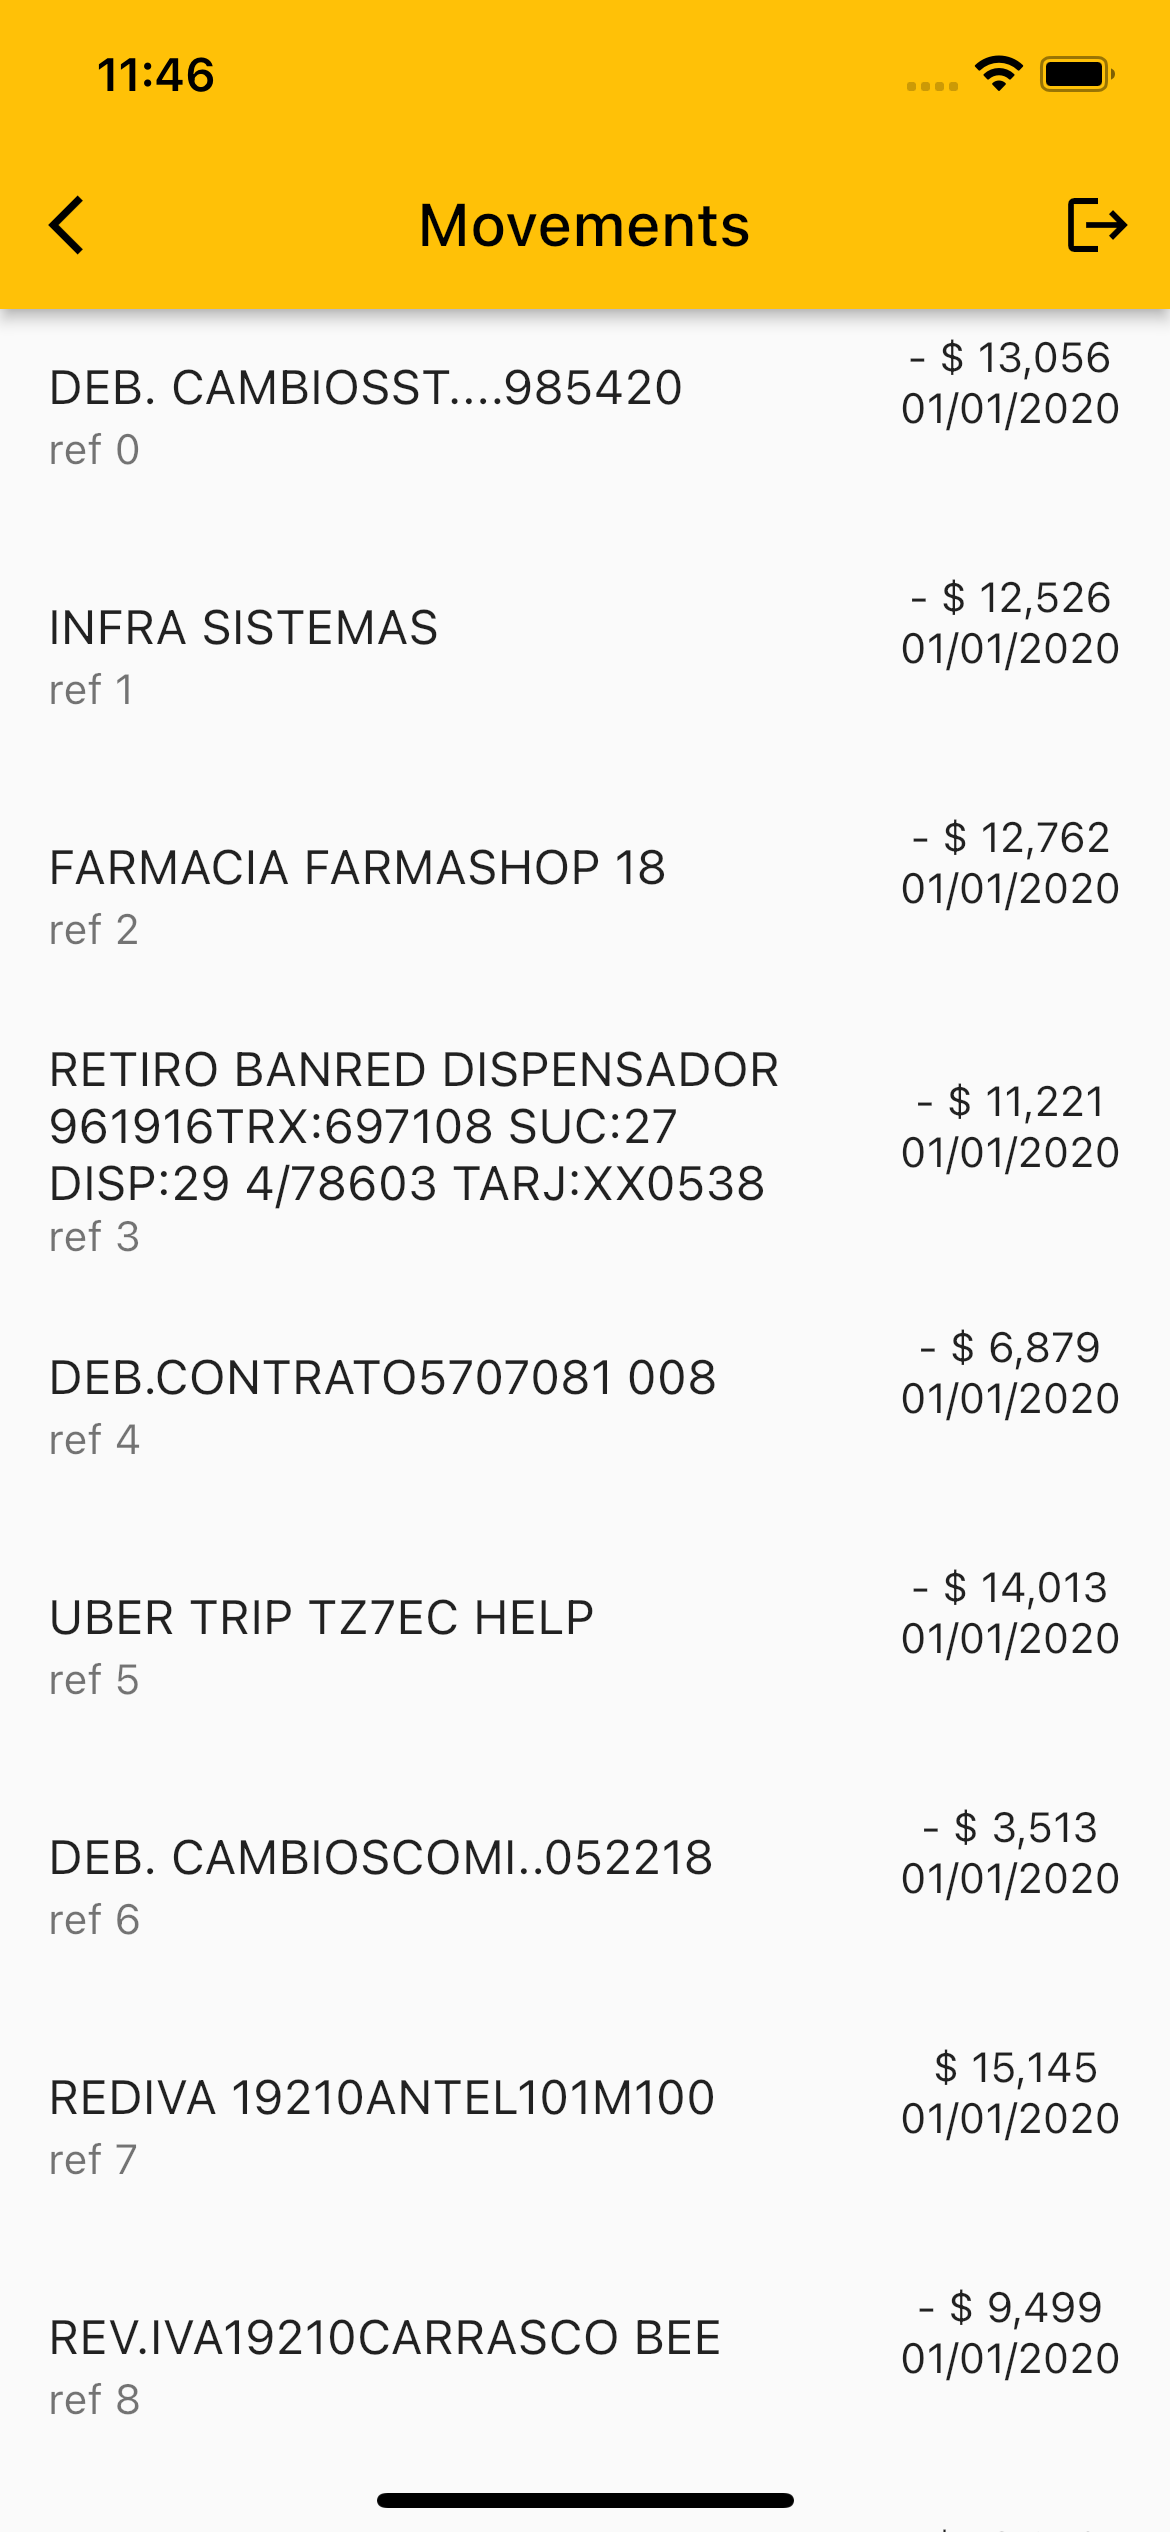 11:46
Movements
DEB. CAMBIOSST....985420
- $ 13,056
01/01/2020
ref 0
INFRA SISTEMAS
- $ 12,526
01/01/2020
ref 1
FARMACIA FARMASHOP 18
- $ 12,762
01/01/2020
ref 2
RETIRO BANRED DISPENSADOR
961916TRX:697108 SUC:27
DISP:29 4/78603 TARJ:XX0538
- $ 11,221
01/01/2020
ref 3
DEB.CONTRATO5707081 008
- $ 6,879
01/01/2020
ref 4
UBER TRIP TZ7EC HELP
- $ 14,013
01/01/2020
ref 5
DEB. CAMBIOSCOMI..052218
- $ 3,513
01/01/2020
ref 6
REDIVA 19210ANTEL101M100
$ 15,145
01/01/2020
ref 7
REV.IVA19210CARRASCO BEE
- $ 9,499
01/01/2020
ref 8